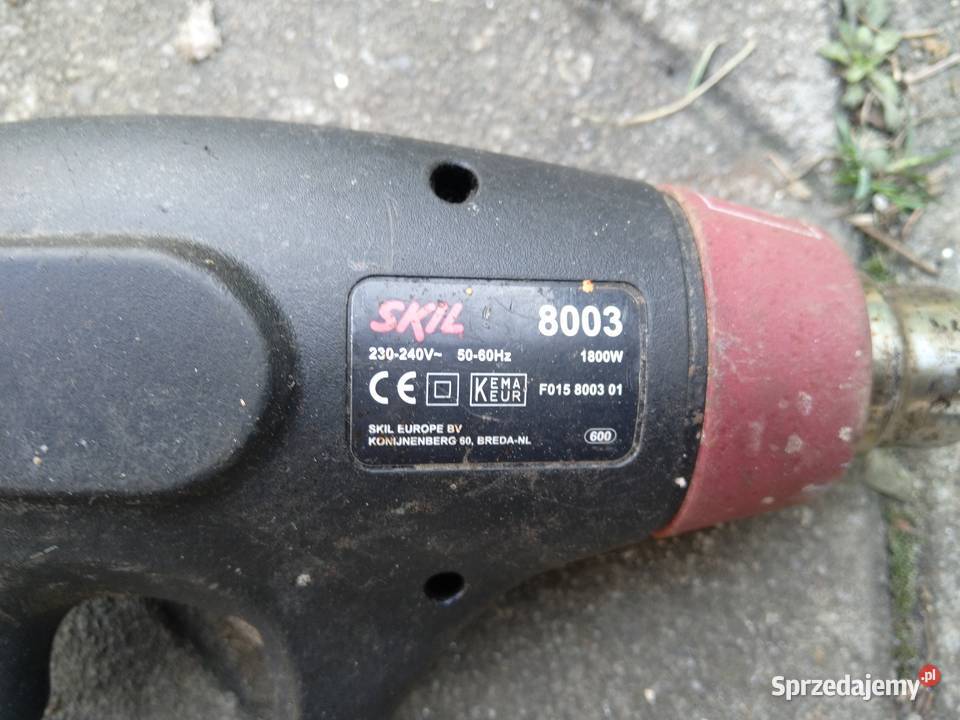 SKIL 8003
230-240V~ 50-60Hz 1800W
CE KEMA EUR F015 8003 01
SKIL EUROPE BV
KONIJNENBERG 60, BREDA-NL 600
Sprzedajemy.pl